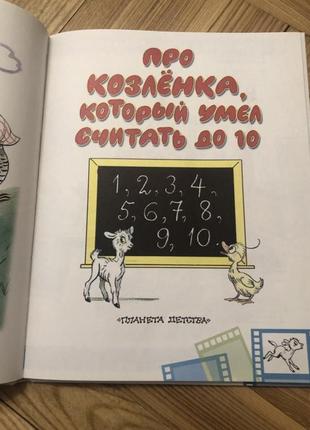 ПРО
КОЗЛЁНКА,
КОТОРЫЙ УМЕЛ
СЧИТАТЬ ДО 10
1, 2, 3, 4,
5, 6, 7, 8,
9, 10.
«ПЛАНЕТА ДЕТСТВА»